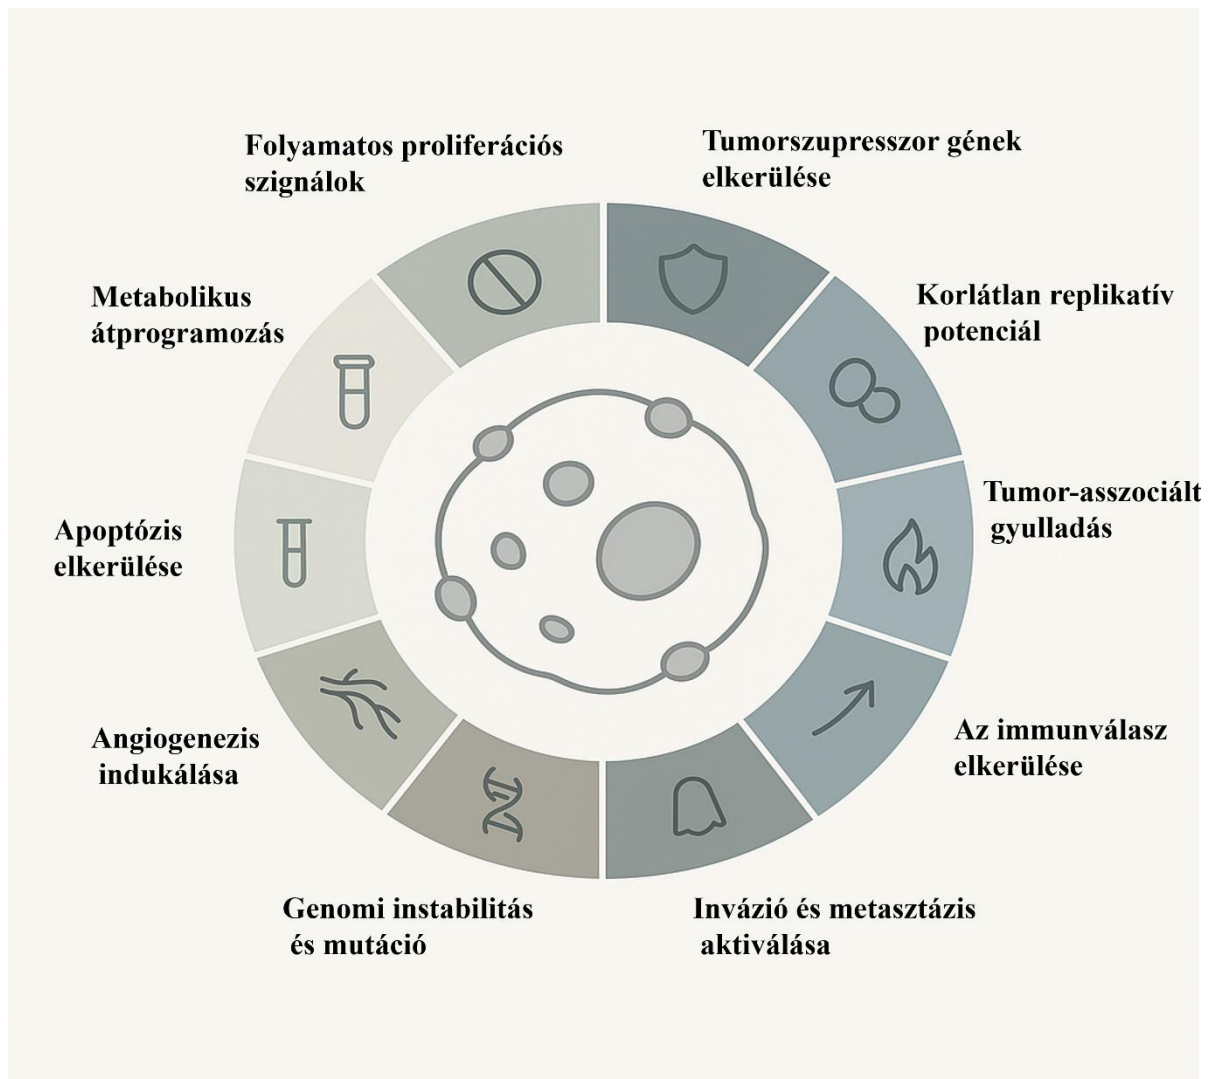 Folyamatos proliferációs
szignálok
Tumorszupresszor gének
elkerülése
Korlátlan replikatív
potenciál
Tumor-asszociált
gyulladás
Az immunválasz
elkerülése
Invázió és metasztázis
aktiválása
Genomi instabilitás
és mutáció
Angiogenezis
indukálása
Apoptózis
elkerülése
Metabolikus
átprogramozás